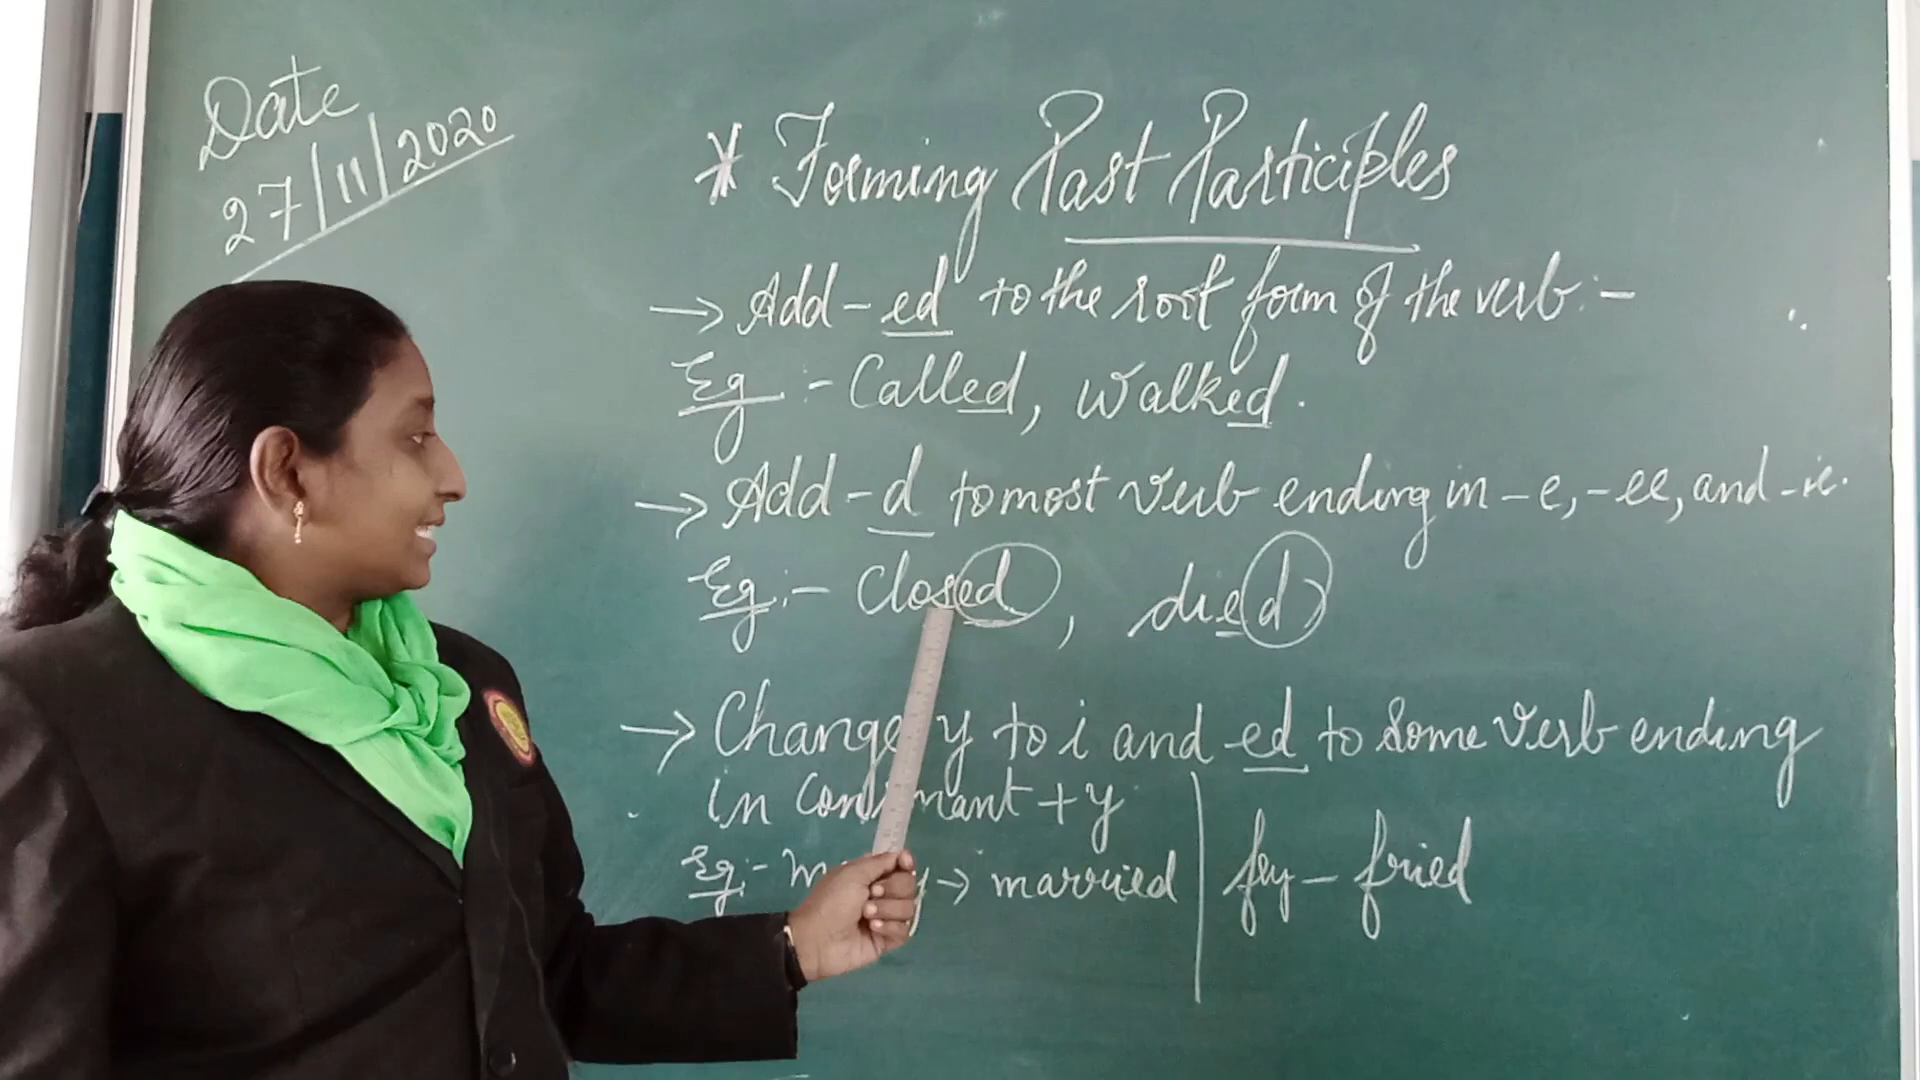 Date
27/11/2020
* Forming Past Participles
→ Add -ed to the root form of the verb :-
Eg :- Called, Walked.
→ Add -d to most verb ending in -e, -ee, and -ie.
Eg :- Closed, died
→ Change y to i and ed to Some Verb ending
in + y
Eg :- → married | fry - fried